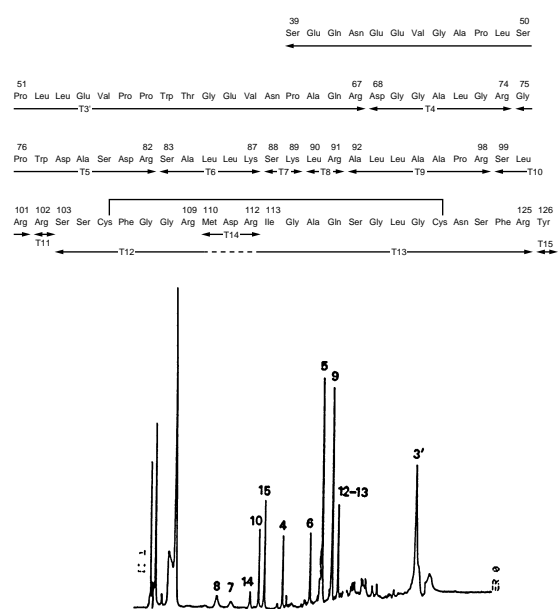 39 50
Ser Glu Gln Asn Glu Glu Val Gly Ala Pro Leu Ser
51 67 68 74 75
Pro Leu Leu Glu Val Pro Pro Trp Thr Gly Glu Val Asn Pro Ala Gln Arg Asp Gly Gly Ala Leu Gly Arg Gly
T3' T4
76 82 83 87 88 89 90 91 92 98 99
Pro Trp Asp Ala Ser Asp Arg Ser Ala Leu Leu Lys Ser Lys Leu Arg Ala Leu Leu Ala Ala Pro Arg Ser Leu
T5 T6 T7 T8 T9 T10
101 102 103 109 110 112 113 125 126
Arg Arg Ser Ser Cys Phe Gly Gly Arg Met Asp Arg Ile Gly Ala Gln Ser Gly Leu Gly Cys Asn Ser Phe Arg Tyr
T11 T14
T12 T13 T15
5
9
3'
12–13
15
10
4
6
14
8 7